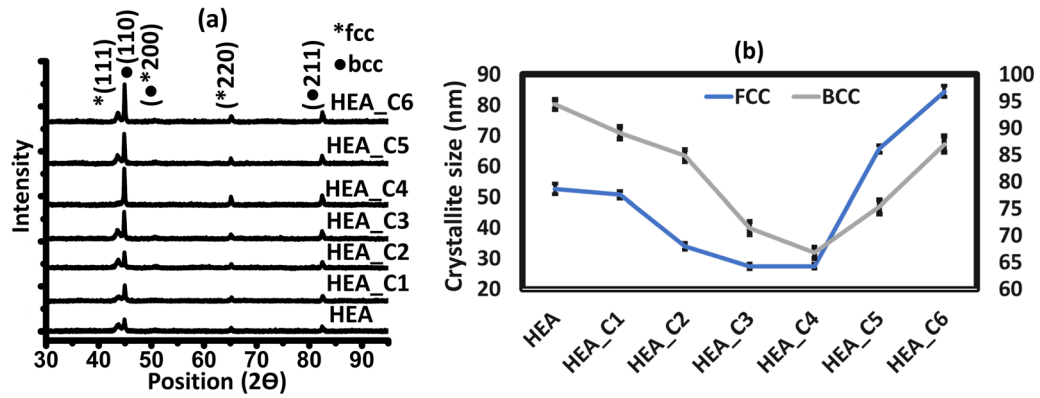 (a)
*fcc
●bcc
*(111)
●(110)
(*200)
●
(*220)
(●211)
HEA_C6
HEA_C5
HEA_C4
HEA_C3
HEA_C2
HEA_C1
HEA
Intensity
30 40 50 60 70 80 90
Position (2Θ)
(b)
FCC BCC
Crystallite size (nm)
90
80
70
60
50
40
30
20
100
95
90
85
80
75
70
65
60
HEA
HEA_C1
HEA_C2
HEA_C3
HEA_C4
HEA_C5
HEA_C6